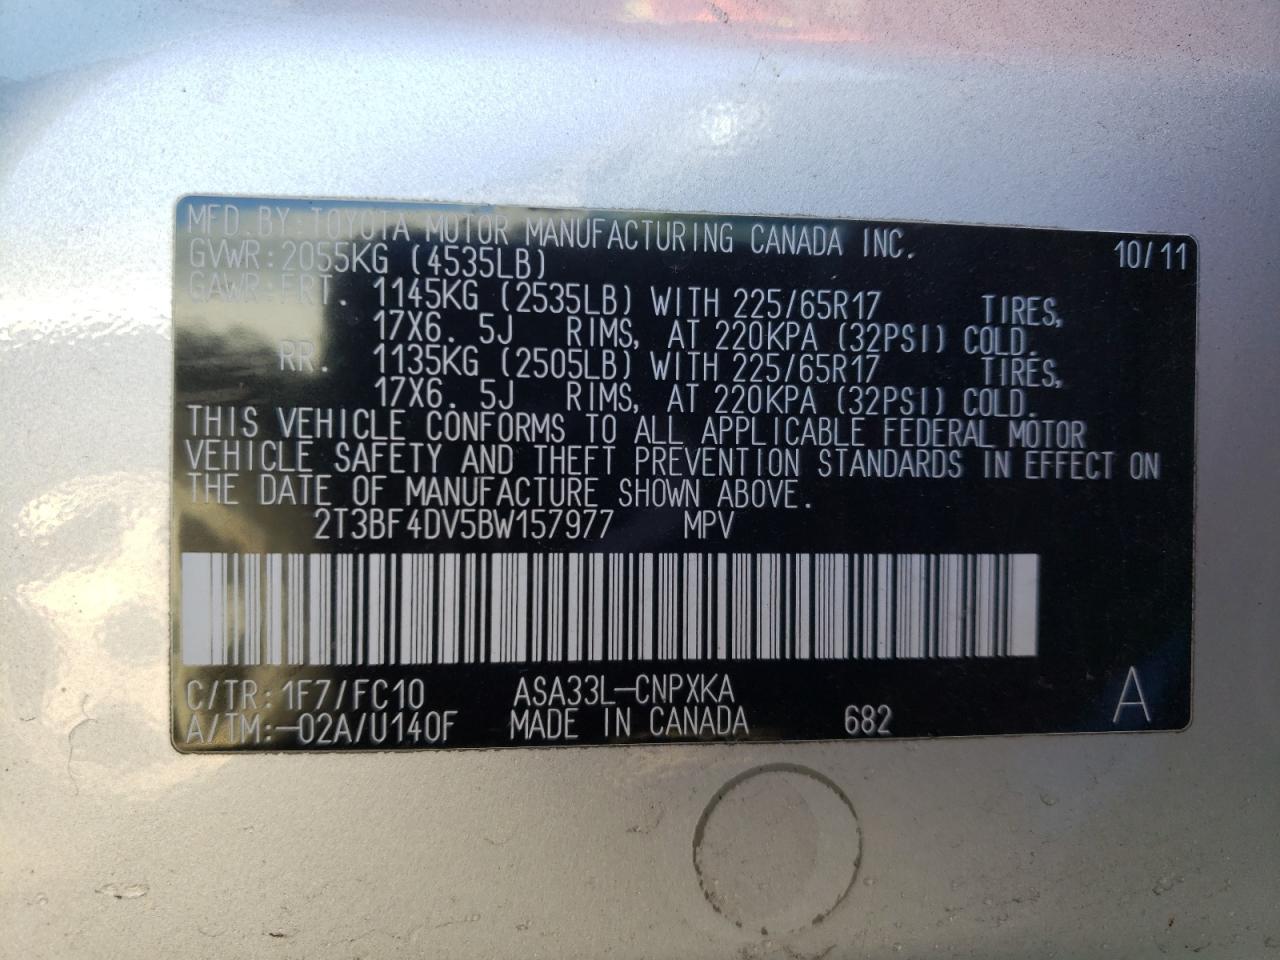 MFD. BY: TOYOTA MOTOR MANUFACTURING CANADA INC. 10/11
GVWR: 2055KG (4535LB)
GAWR: FRT. 1145KG (2535LB) WITH 225/65R17 TIRES,
17X6. 5J RIMS, AT 220KPA (32PSI) COLD.
RR. 1135KG (2505LB) WITH 225/65R17 TIRES,
17X6. 5J RIMS, AT 220KPA (32PSI) COLD.
THIS VEHICLE CONFORMS TO ALL APPLICABLE FEDERAL MOTOR
VEHICLE SAFETY AND THEFT PREVENTION STANDARDS IN EFFECT ON
THE DATE OF MANUFACTURE SHOWN ABOVE.
2T3BF4DV5BW157977 MPV
C/TR: 1F7/FC10 ASA33L-CNPXKA A
A/TM:-02A/U140F MADE IN CANADA 682